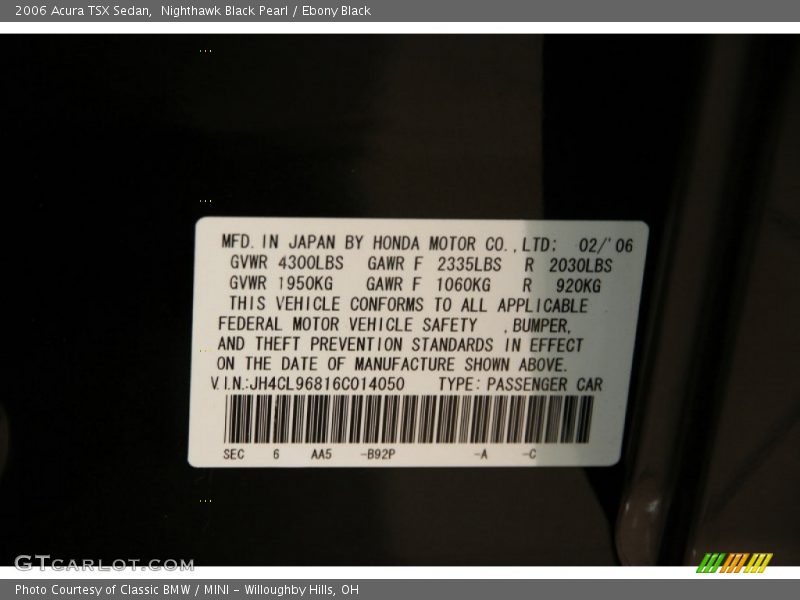 2006 Acura TSX Sedan,  Nighthawk Black Pearl / Ebony Black
MFD. IN JAPAN BY HONDA MOTOR CO.,LTD: 02/'06
GVWR 4300LBS GAWR F 2335LBS R 2030LBS
GVWR 1950KG GAWR F 1060KG R 920KG
THIS VEHICLE CONFORMS TO ALL APPLICABLE
FEDERAL MOTOR VEHICLE SAFETY ,BUMPER,
AND THEFT PREVENTION STANDARDS IN EFFECT
ON THE DATE OF MANUFACTURE SHOWN ABOVE.
V.I.N.:JH4CL96816C014050 TYPE: PASSENGER CAR
SEC 6 AA5 -B92P -A -C
GTCARLOT.COM
Photo Courtesy of Classic BMW / MINI - Willoughby Hills, OH